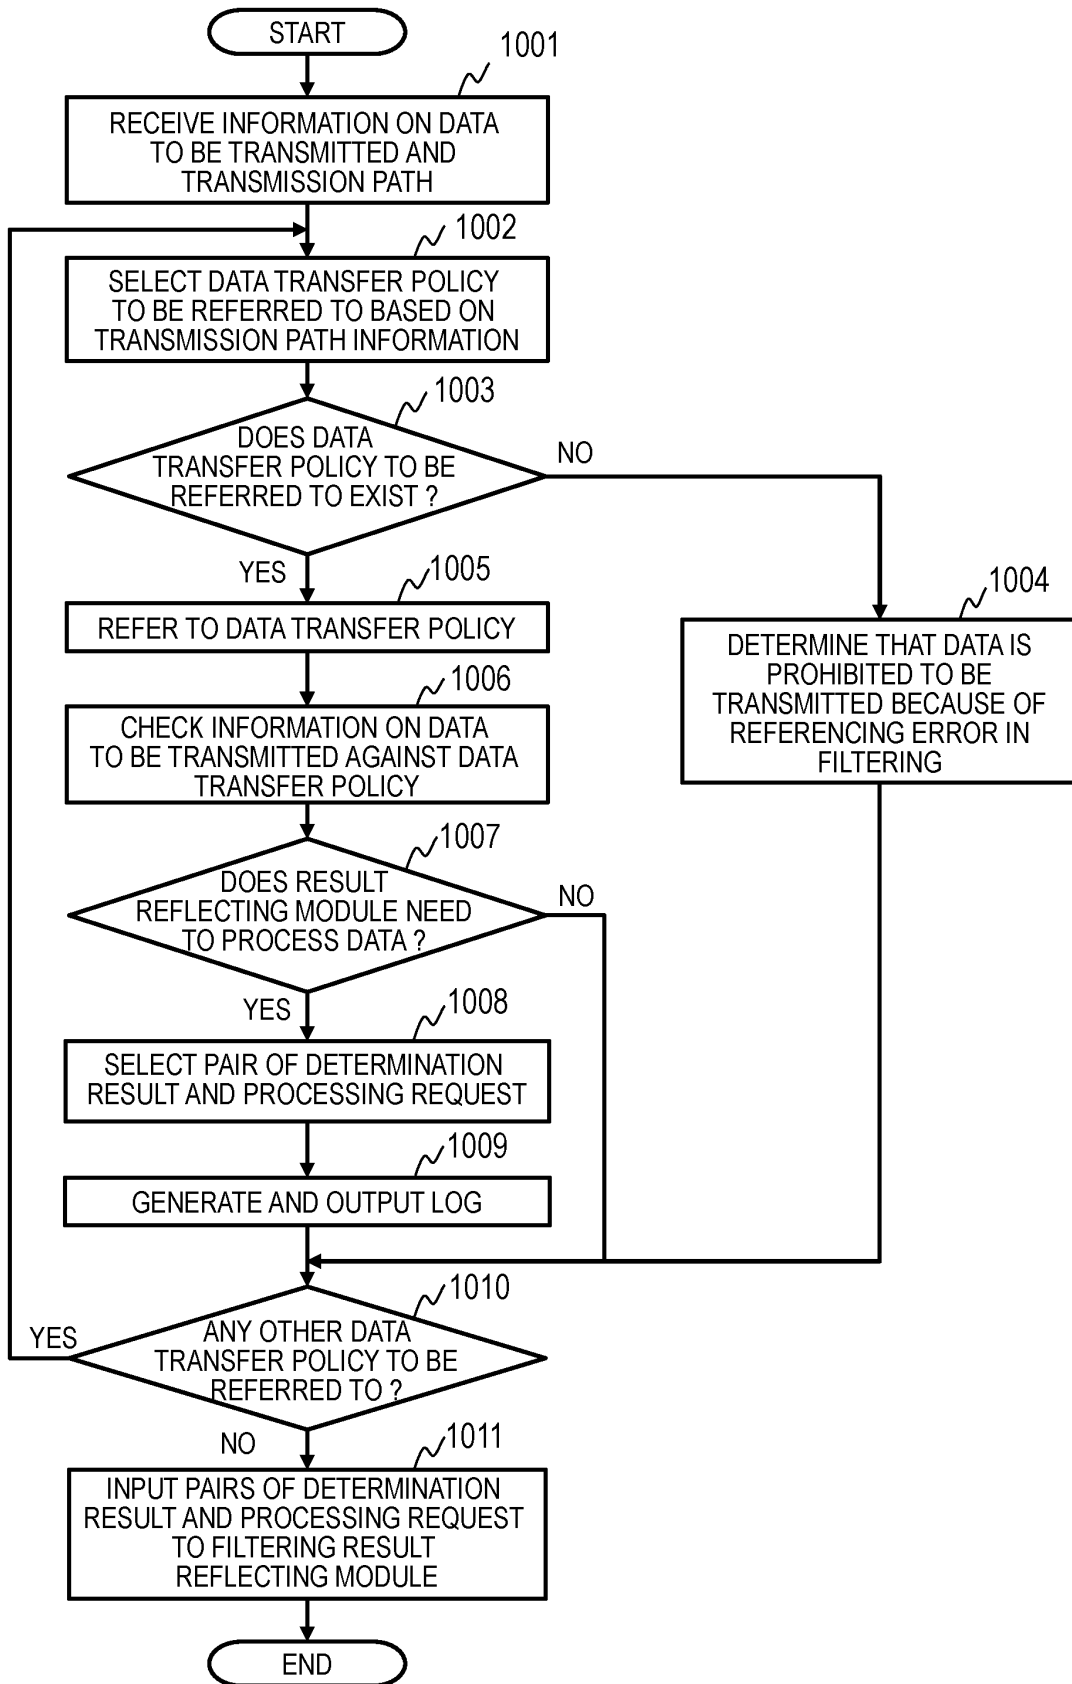 START
1001
RECEIVE INFORMATION ON DATA
TO BE TRANSMITTED AND
TRANSMISSION PATH
1002
SELECT DATA TRANSFER POLICY
TO BE REFERRED TO BASED ON
TRANSMISSION PATH INFORMATION
1003
DOES DATA
TRANSFER POLICY TO BE
REFERRED TO EXIST ?
NO
YES
1005
REFER TO DATA TRANSFER POLICY
1004
DETERMINE THAT DATA IS
PROHIBITED TO BE
TRANSMITTED BECAUSE OF
REFERENCING ERROR IN
FILTERING
1006
CHECK INFORMATION ON DATA
TO BE TRANSMITTED AGAINST DATA
TRANSFER POLICY
1007
DOES RESULT
REFLECTING MODULE NEED
TO PROCESS DATA ?
NO
YES
1008
SELECT PAIR OF DETERMINATION
RESULT AND PROCESSING REQUEST
1009
GENERATE AND OUTPUT LOG
1010
ANY OTHER DATA
TRANSFER POLICY TO BE
REFERRED TO ?
YES
NO
1011
INPUT PAIRS OF DETERMINATION
RESULT AND PROCESSING REQUEST
TO FILTERING RESULT
REFLECTING MODULE
END